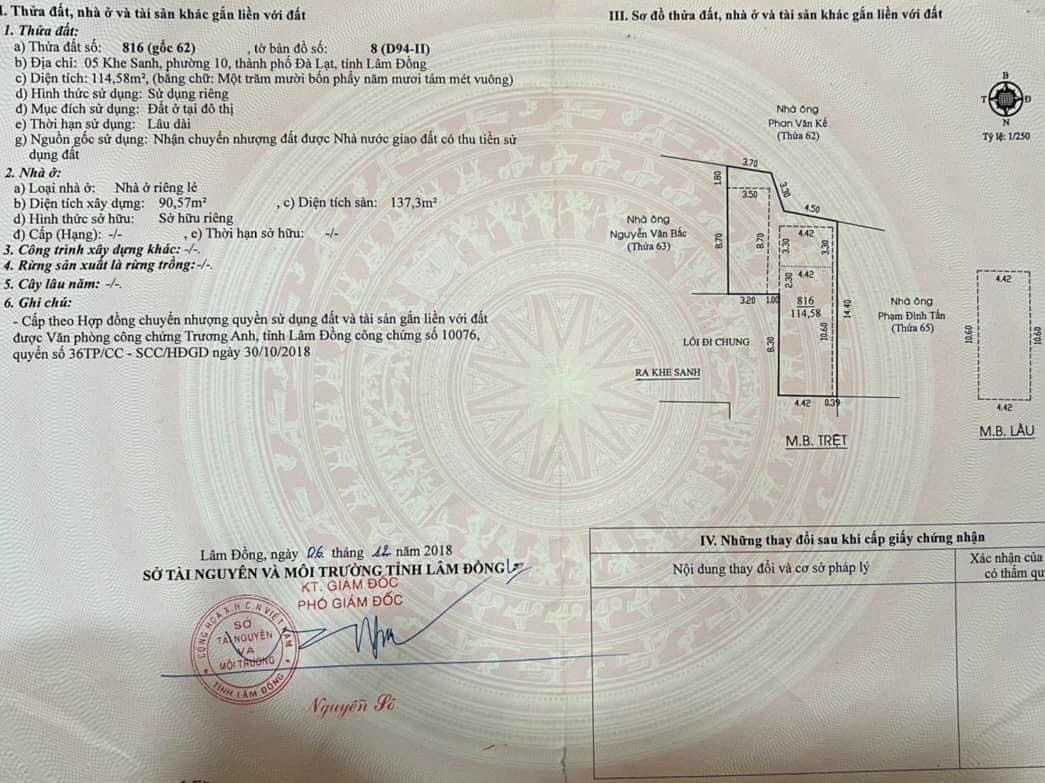 I. Thửa đất, nhà ở và tài sản khác gắn liền với đất
1. Thửa đất:
a) Thửa đất số: 816 (gốc 62) , tờ bản đồ số: 8 (D94-II)
b) Địa chỉ: 05 Khe Sanh, phường 10, thành phố Đà Lạt, tỉnh Lâm Đồng
c) Diện tích: 114,58m², (bằng chữ: Một trăm mười bốn phẩy năm mươi tám mét vuông)
d) Hình thức sử dụng: Sử dụng riêng
đ) Mục đích sử dụng: Đất ở tại đô thị
e) Thời hạn sử dụng: Lâu dài
g) Nguồn gốc sử dụng: Nhận chuyển nhượng đất được Nhà nước giao đất có thu tiền sử
dụng đất
2. Nhà ở:
a) Loại nhà ở: Nhà ở riêng lẻ
b) Diện tích xây dựng: 90,57m² , c) Diện tích sàn: 137,3m²
d) Hình thức sở hữu: Sở hữu riêng
đ) Cấp (Hạng): -/- , e) Thời hạn sở hữu: -/-
3. Công trình xây dựng khác: -/-.
4. Rừng sản xuất là rừng trồng:-/-.
5. Cây lâu năm: -/-.
6. Ghi chú:
- Cấp theo Hợp đồng chuyển nhượng quyền sử dụng đất và tài sản gắn liền với đất
được Văn phòng công chứng Trương Anh, tỉnh Lâm Đồng công chứng số 10076,
quyển số 36TP/CC - SCC/HĐGD ngày 30/10/2018
Lâm Đồng, ngày 06 tháng 12 năm 2018
SỞ TÀI NGUYÊN VÀ MÔI TRƯỜNG TỈNH LÂM ĐỒNG
KT. GIÁM ĐỐC
PHÓ GIÁM ĐỐC
CỘNG HÒA X.H.C.N VIỆT NAM
SỞ
TÀI NGUYÊN
VÀ
MÔI TRƯỜNG
TỈNH LÂM ĐỒNG
III. Sơ đồ thửa đất, nhà ở và tài sản khác gắn liền với đất
B
T
Đ
N
Tỷ lệ: 1/250
Nhà ông
Phan Văn Kế
(Thửa 62)
3.70
1.80
3.50
3.30
4.50
Nhà ông
Nguyễn Văn Bắc
(Thửa 63)
8.70
8.70
4.42
3.30
3.30
2.30
4.42
3.20
1.00
816
114,58
14.40
Nhà ông
Phạm Đình Tấn
(Thửa 65)
LỐI ĐI CHUNG
8.30
10.60
RA KHE SANH
4.42
0.39
M.B. TRỆT
4.42
10.60
10.60
4.42
M.B. LẦU
IV. Những thay đổi sau khi cấp giấy chứng nhận
Nội dung thay đổi và cơ sở pháp lý
Xác nhận của
có thẩm qu